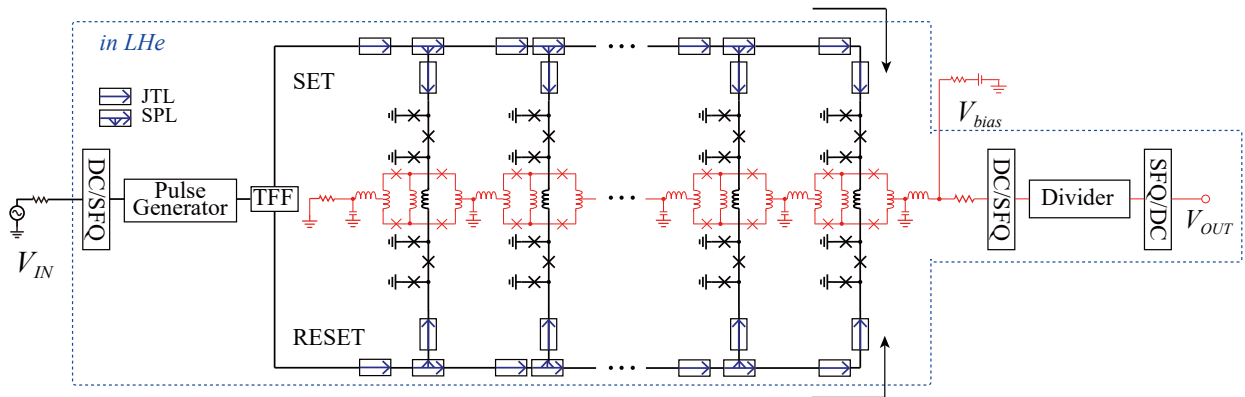 in LHe
SET
JTL
SPL
DC/SFQ
Pulse
Generator
TFF
V_IN
RESET
V_bias
DC/SFQ
Divider
SFQ/DC
V_OUT